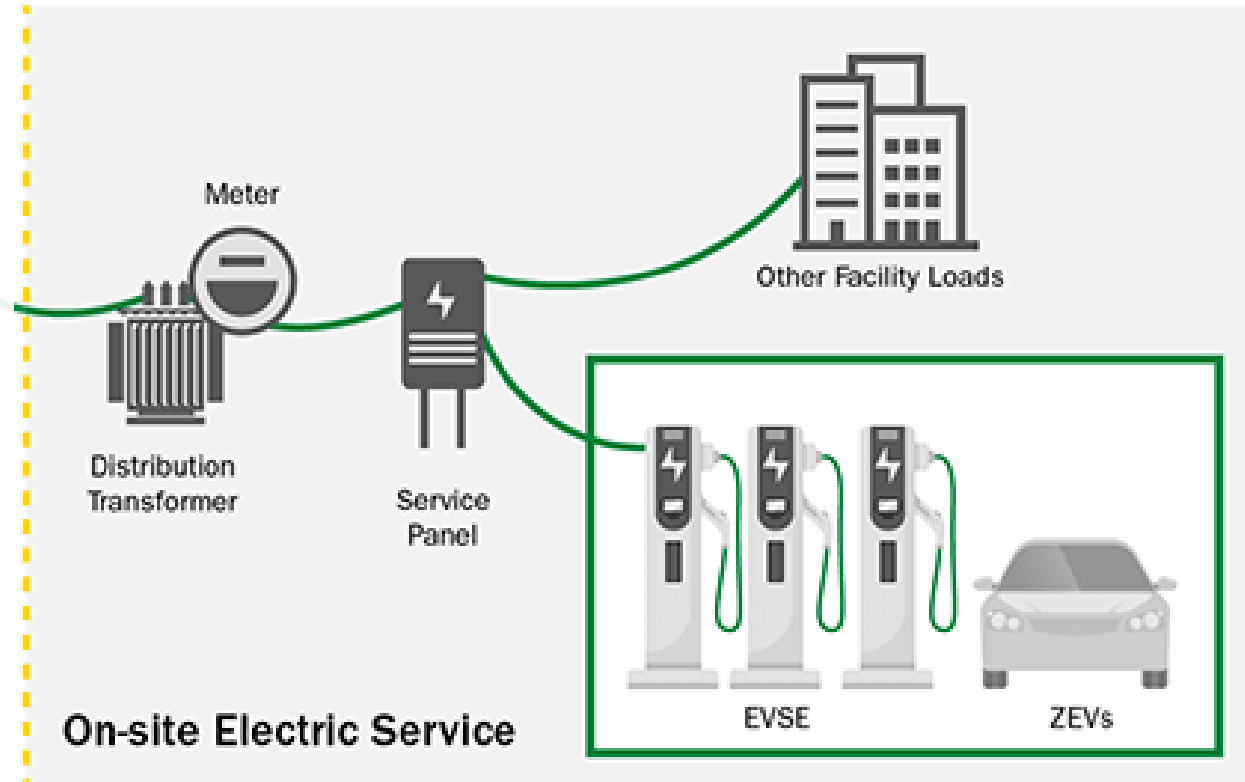 Meter
Other Facility Loads
Distribution
Transformer
Service
Panel
EVSE
ZEVs
On-site Electric Service